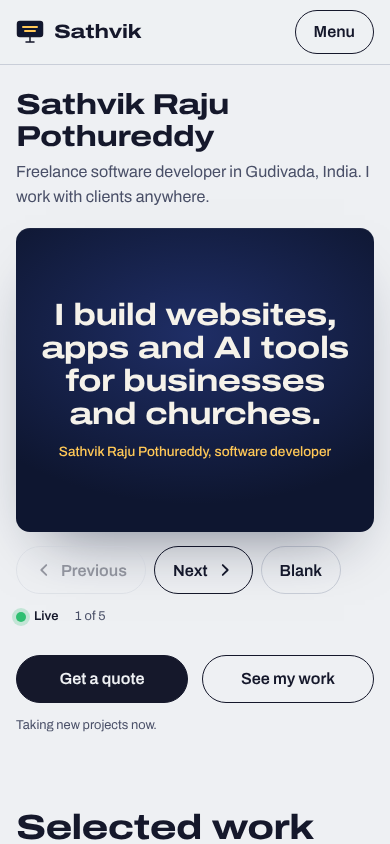 Sathvik
Menu
Sathvik Raju
Pothureddy
Freelance software developer in Gudivada, India. I
work with clients anywhere.
I build websites,
apps and AI tools
for businesses
and churches.
Sathvik Raju Pothureddy, software developer
Previous
Next
Blank
Live
1 of 5
Get a quote
See my work
Taking new projects now.
Selected work